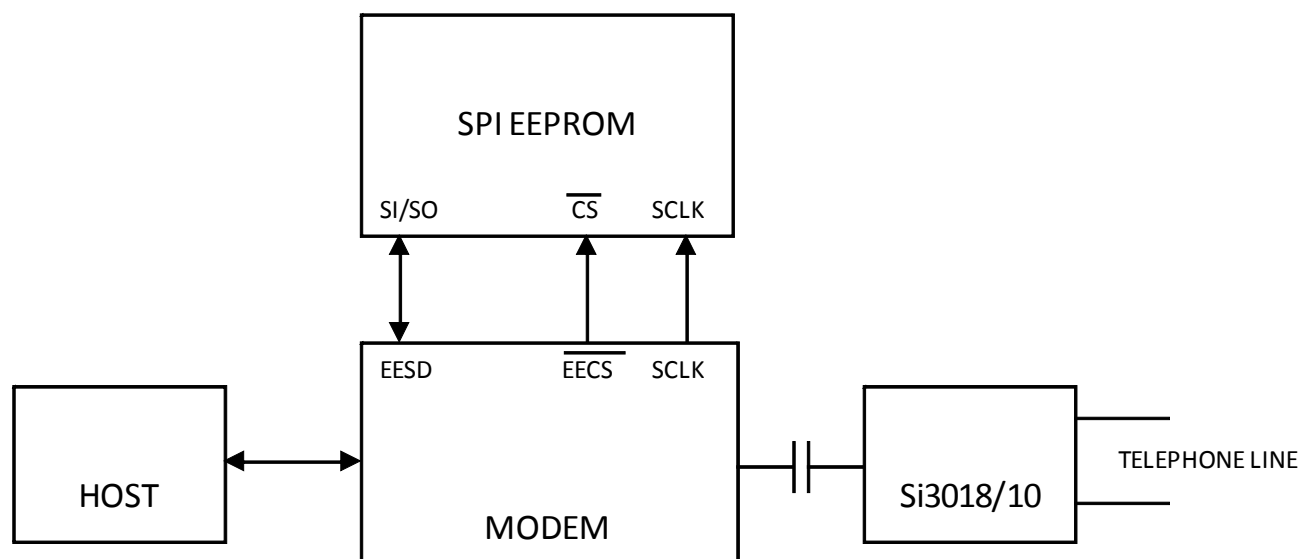 SPI EEPROM
SI/SO CS SCLK
EESD EECS SCLK
HOST
MODEM
Si3018/10
TELEPHONE LINE